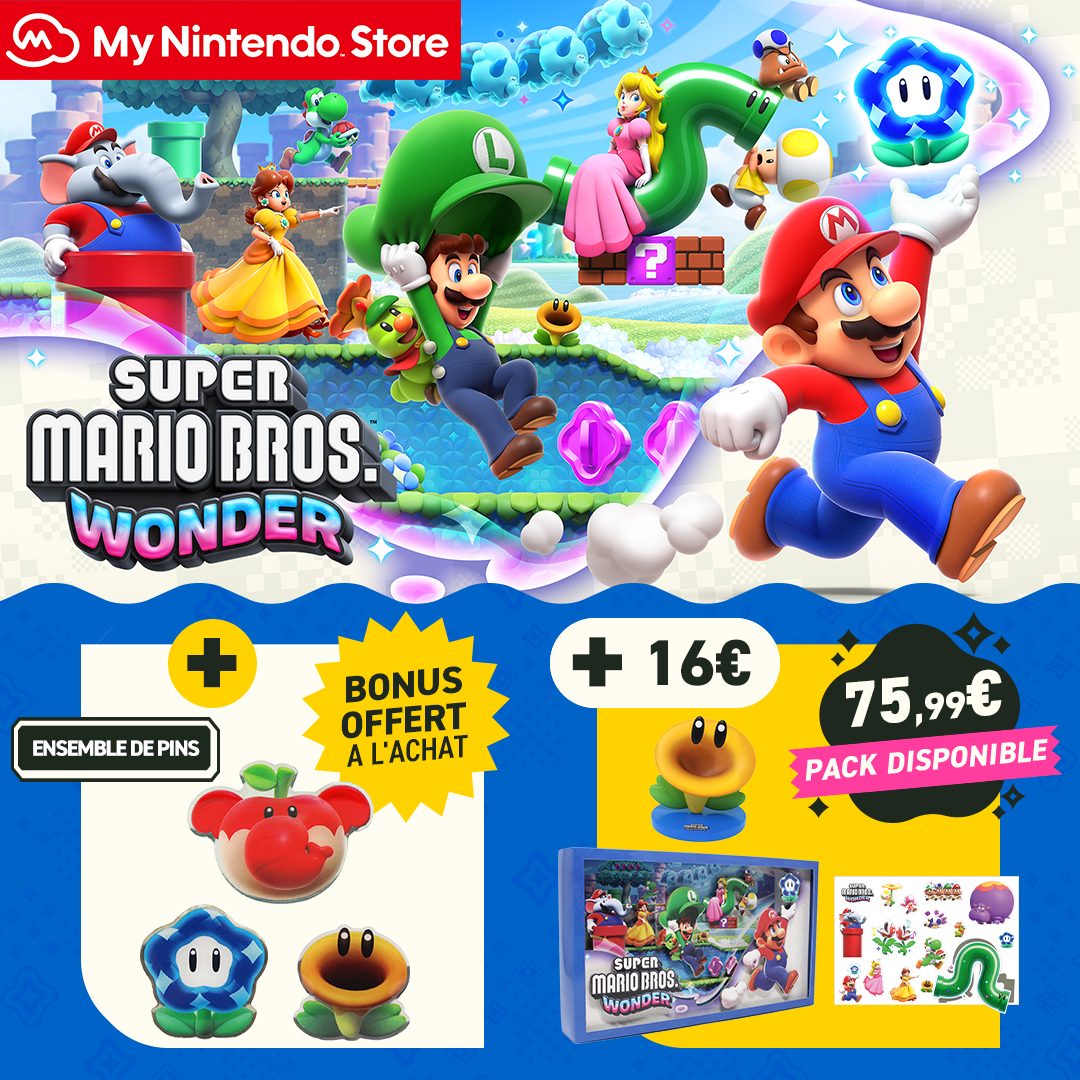 My Nintendo Store
L
M
M
?
SUPER
MARIO BROS.™
WONDER
+
BONUS
OFFERT
A L'ACHAT
ENSEMBLE DE PINS
+ 16€
75,99€
PACK DISPONIBLE
SUPER
MARIO BROS.
WONDER